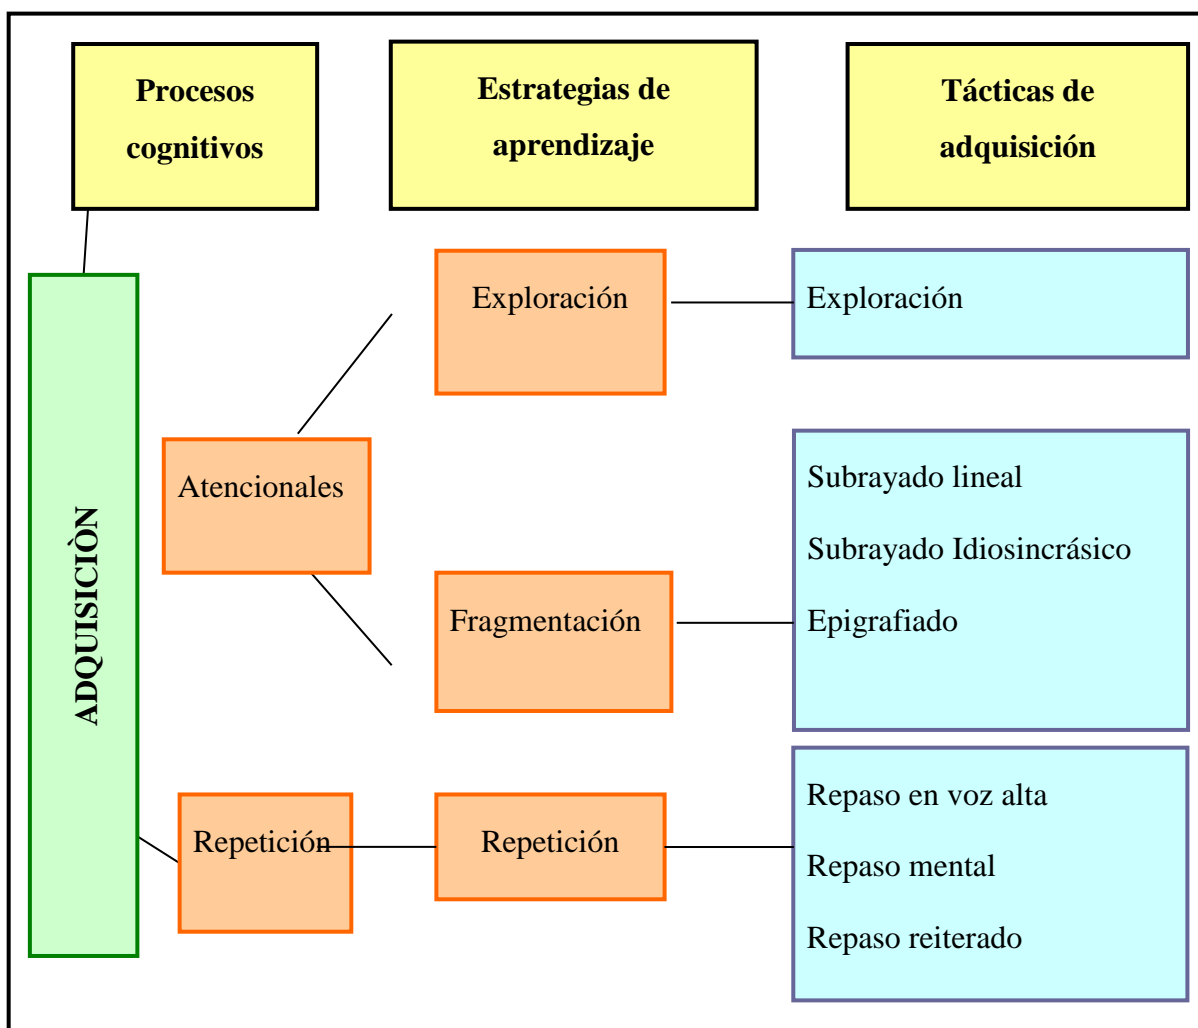 Procesos
cognitivos
Estrategias de
aprendizaje
Tácticas de
adquisición
ADQUISICIÒN
Atencionales
Exploración
Exploración
Fragmentación
Subrayado lineal
Subrayado Idiosincrásico
Epigrafiado
Repetición
Repetición
Repaso en voz alta
Repaso mental
Repaso reiterado